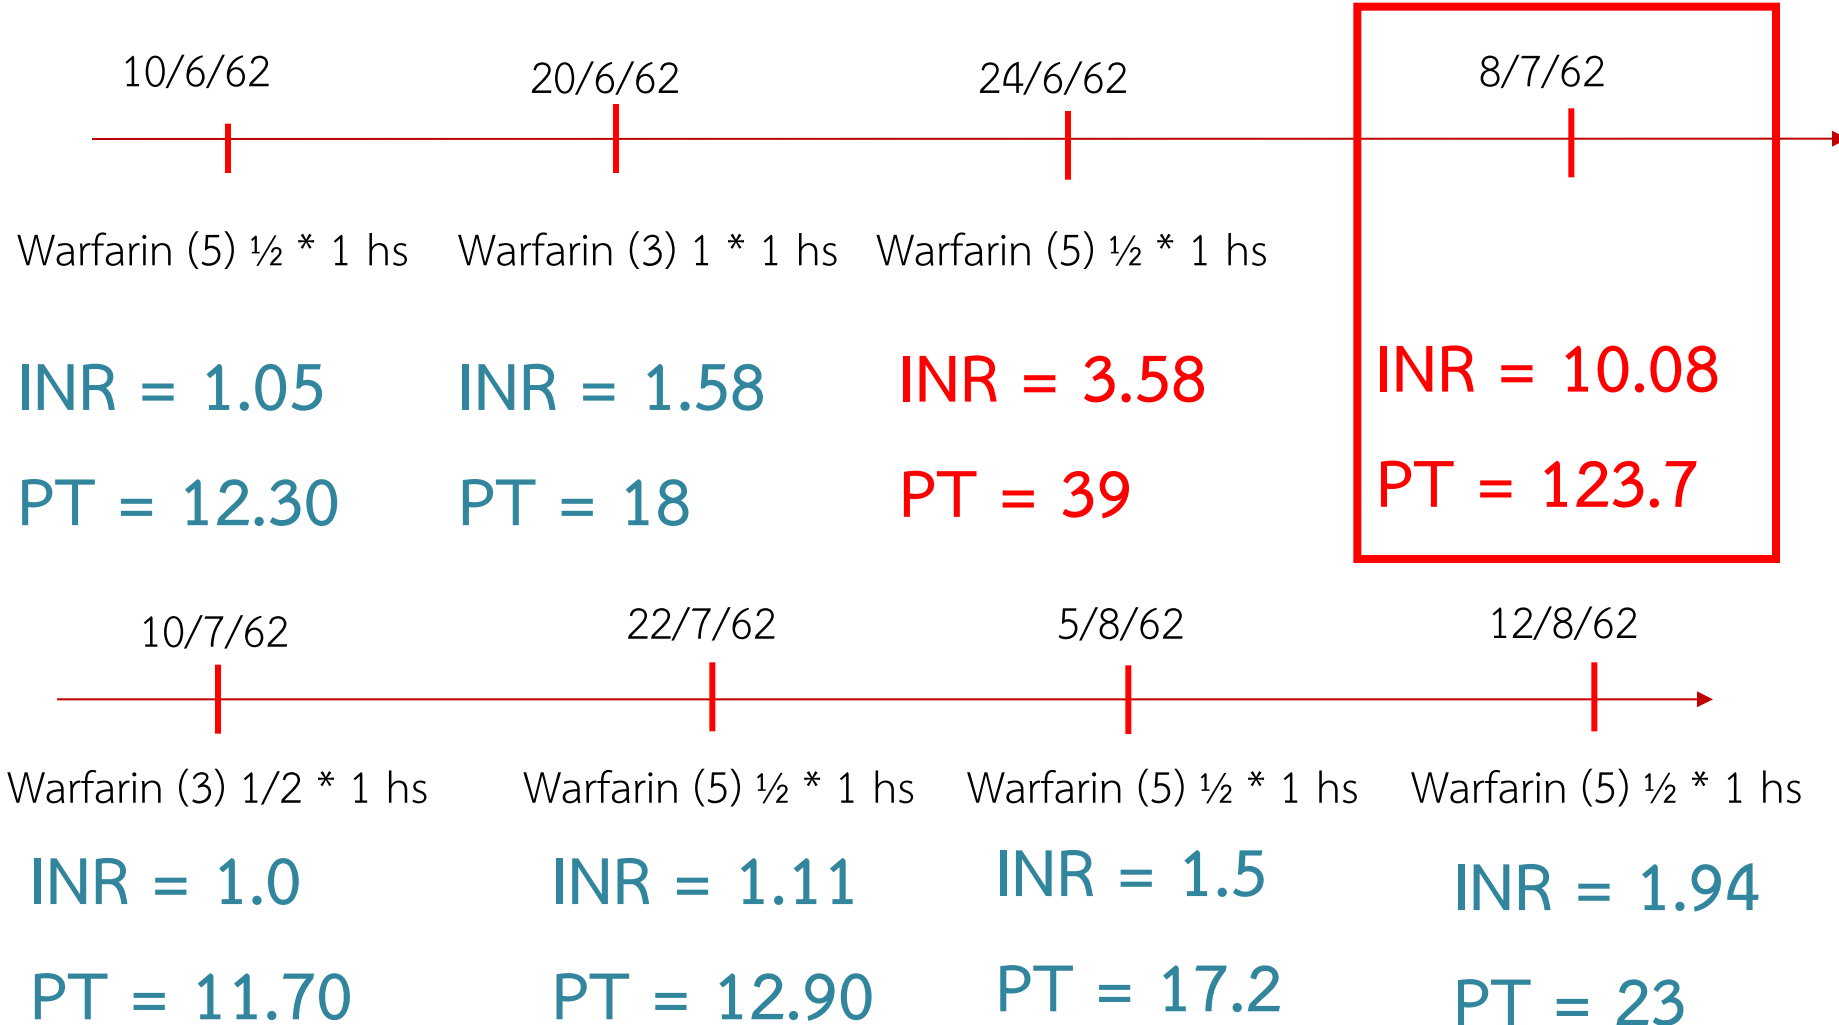 10/6/62 20/6/62 24/6/62 8/7/62
Warfarin (5) ½ * 1 hs Warfarin (3) 1 * 1 hs Warfarin (5) ½ * 1 hs
INR = 1.05 INR = 1.58 INR = 3.58 INR = 10.08
PT = 12.30 PT = 18 PT = 39 PT = 123.7
10/7/62 22/7/62 5/8/62 12/8/62
Warfarin (3) 1/2 * 1 hs Warfarin (5) ½ * 1 hs Warfarin (5) ½ * 1 hs Warfarin (5) ½ * 1 hs
INR = 1.0 INR = 1.11 INR = 1.5 INR = 1.94
PT = 11.70 PT = 12.90 PT = 17.2 PT = 23